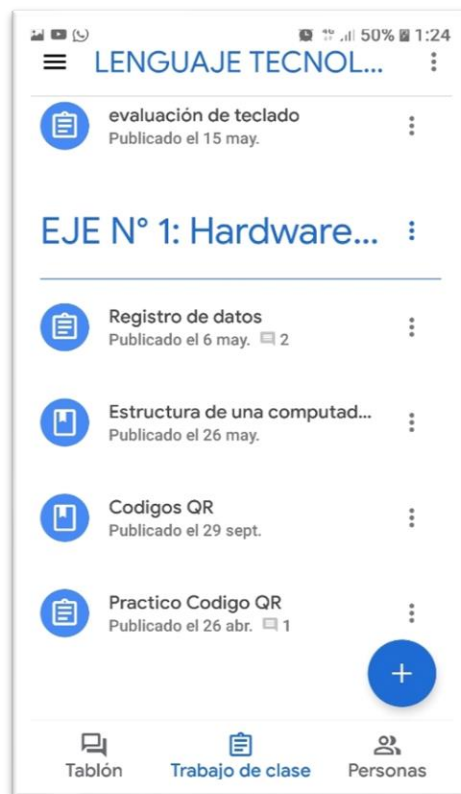 50% 1:24
LENGUAJE TECNOL...
evaluación de teclado
Publicado el 15 may.
EJE N° 1: Hardware...
Registro de datos
Publicado el 6 may. 2
Estructura de una computad...
Publicado el 26 may.
Codigos QR
Publicado el 29 sept.
Practico Codigo QR
Publicado el 26 abr. 1
+
Tablón Trabajo de clase Personas